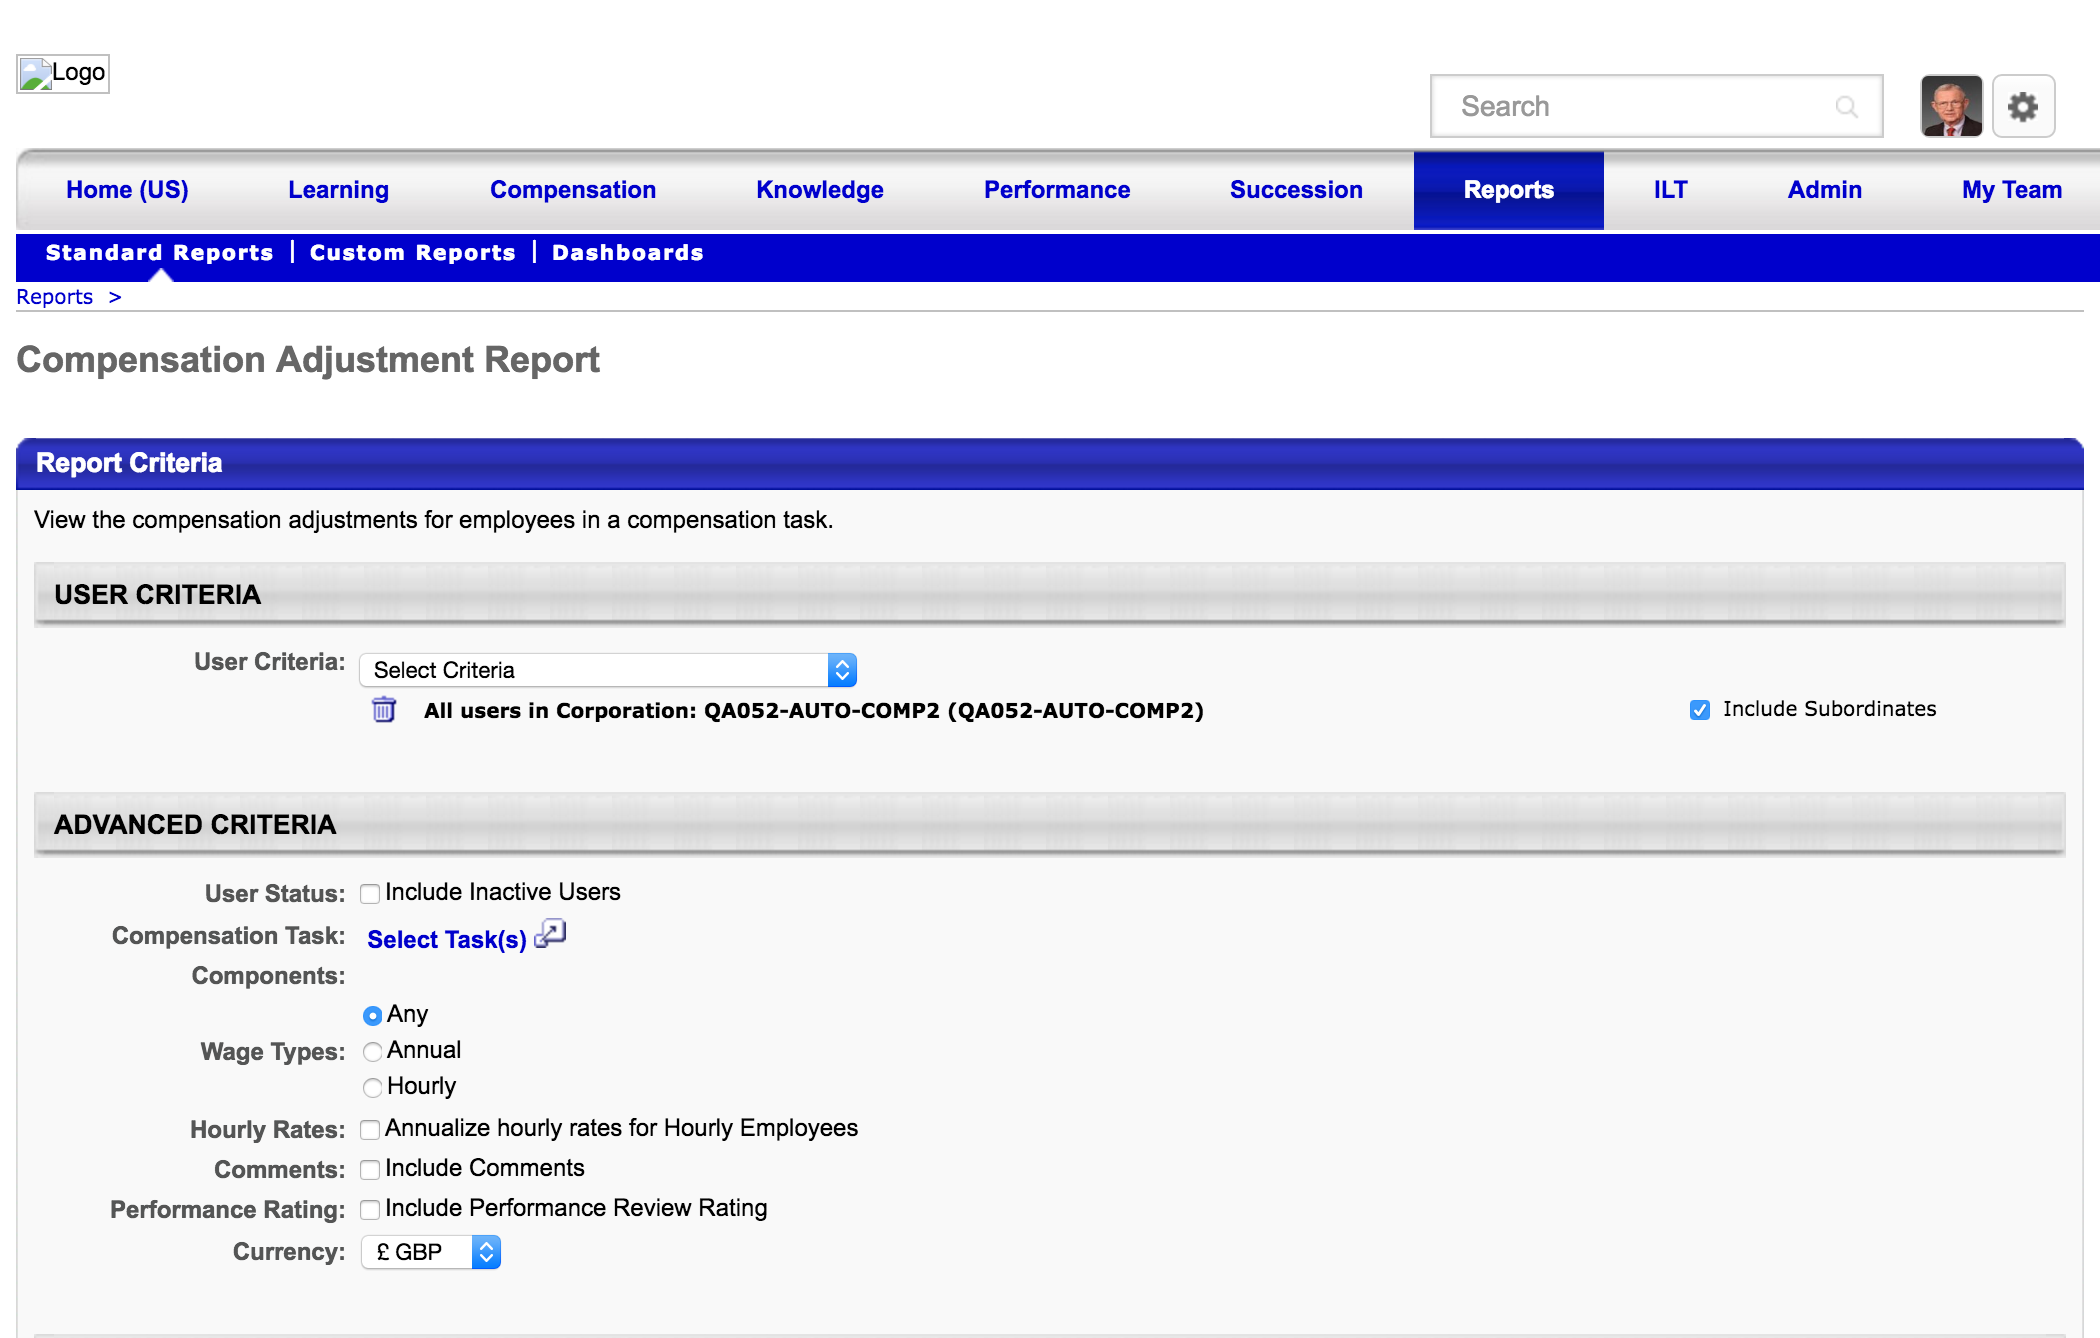 Logo
Search
Home (US) Learning Compensation Knowledge Performance Succession Reports ILT Admin My Team
Standard Reports | Custom Reports | Dashboards
Reports >
Compensation Adjustment Report
Report Criteria
View the compensation adjustments for employees in a compensation task.
USER CRITERIA
User Criteria: Select Criteria
All users in Corporation: QA052-AUTO-COMP2 (QA052-AUTO-COMP2) Include Subordinates
ADVANCED CRITERIA
User Status: Include Inactive Users
Compensation Task: Select Task(s)
Components:
Any
Wage Types: Annual
Hourly
Hourly Rates: Annualize hourly rates for Hourly Employees
Comments: Include Comments
Performance Rating: Include Performance Review Rating
Currency: £ GBP